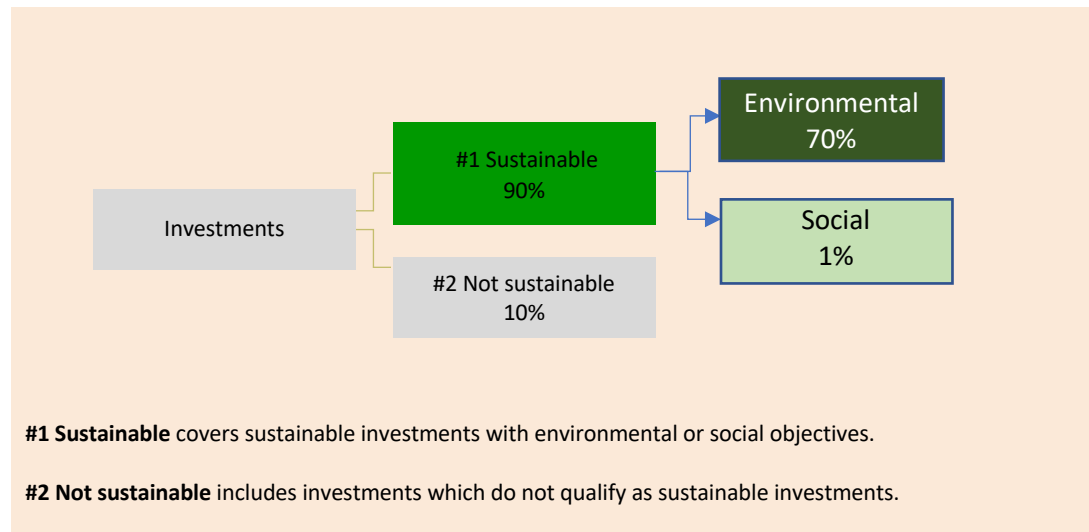 Investments
#1 Sustainable
90%
#2 Not sustainable
10%
Environmental
70%
Social
1%
#1 Sustainable covers sustainable investments with environmental or social objectives.
#2 Not sustainable includes investments which do not qualify as sustainable investments.